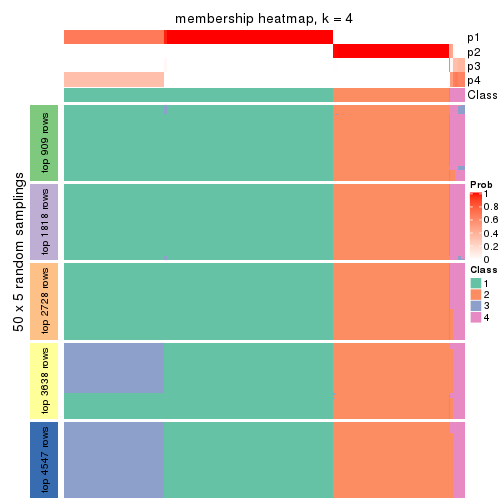 membership heatmap, k = 4
p1
p2
p3
p4
Class
50 x 5 random samplings
top 909 rows
top 1818 rows
top 2728 rows
top 3638 rows
top 4547 rows
Prob
1
0.8
0.6
0.4
0.2
0
Class
1
2
3
4